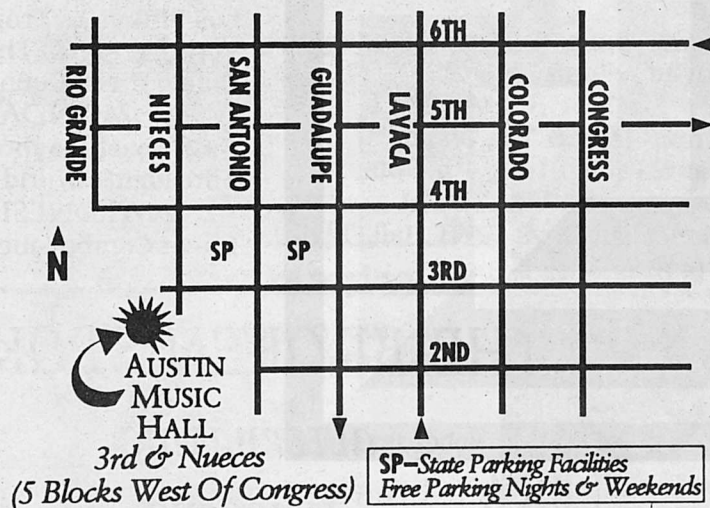 6TH
RIO GRANDE
NUECES
SAN ANTONIO
GUADALUPE
LAVACA
5TH
COLORADO
CONGRESS
4TH
N
SP
SP
3RD
2ND
AUSTIN
MUSIC
HALL
3rd & Nueces
(5 Blocks West Of Congress)
SP–State Parking Facilities
Free Parking Nights & Weekends